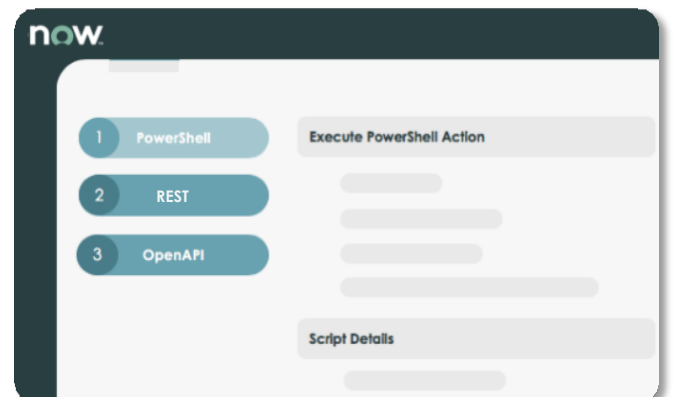 now.
1 PowerShell
Execute PowerShell Action
2 REST
3 OpenAPI
Script Details